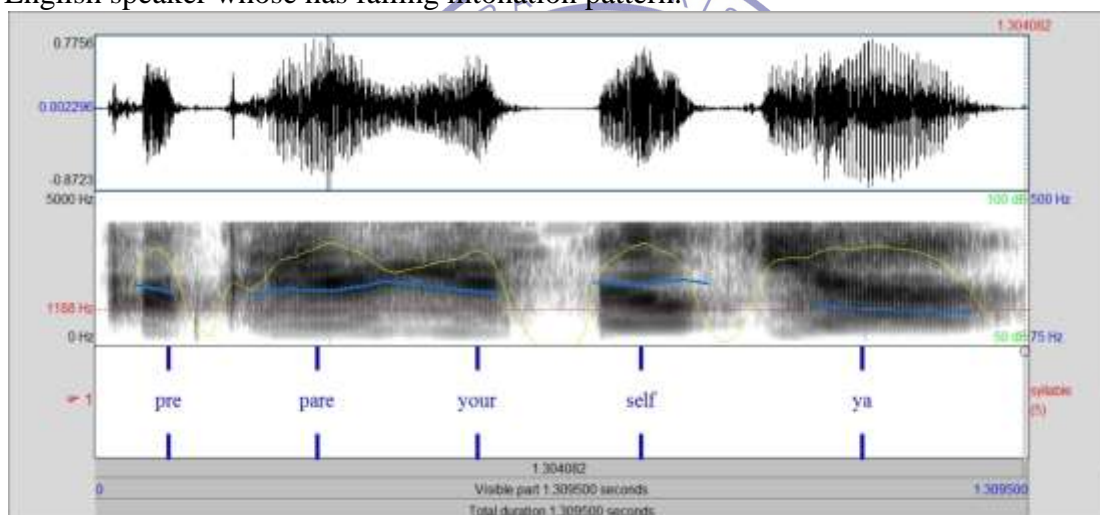 English speaker whose has falling intonation pattern.
1.304082
0.7756
0.002296
-0.8723
5000 Hz
100 dB 500 Hz
1188 Hz
0 Hz
50 dB 75 Hz
1
pre pare your self ya
syllable
(5)
1.304082
0 Visible part 1.309500 seconds 1.309500
Total duration 1.309500 seconds